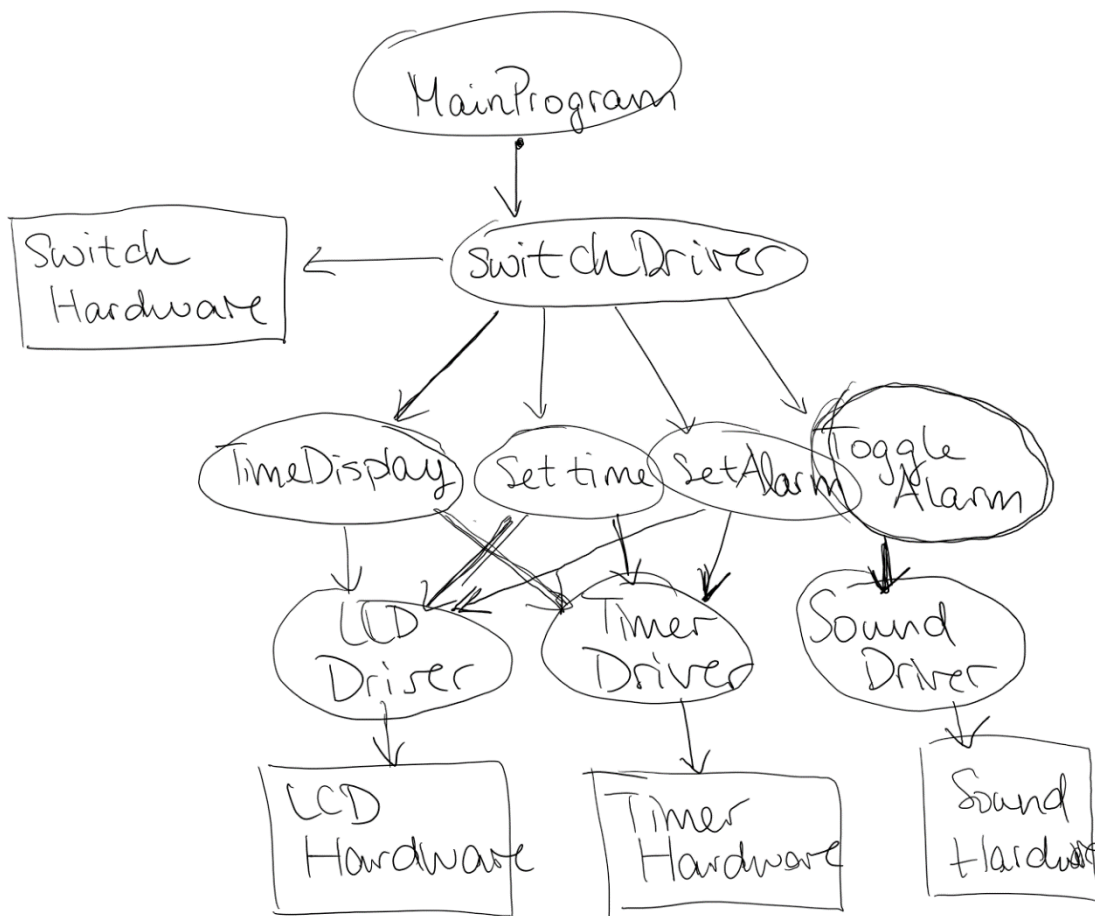 MainProgram
Switch
Hardware
SwitchDriver
TimeDisplay
Set time
SetAlarm
Toggle
Alarm
LCD
Driver
Timer
Driver
Sound
Driver
LCD
Hardware
Timer
Hardware
Sound
Hardware